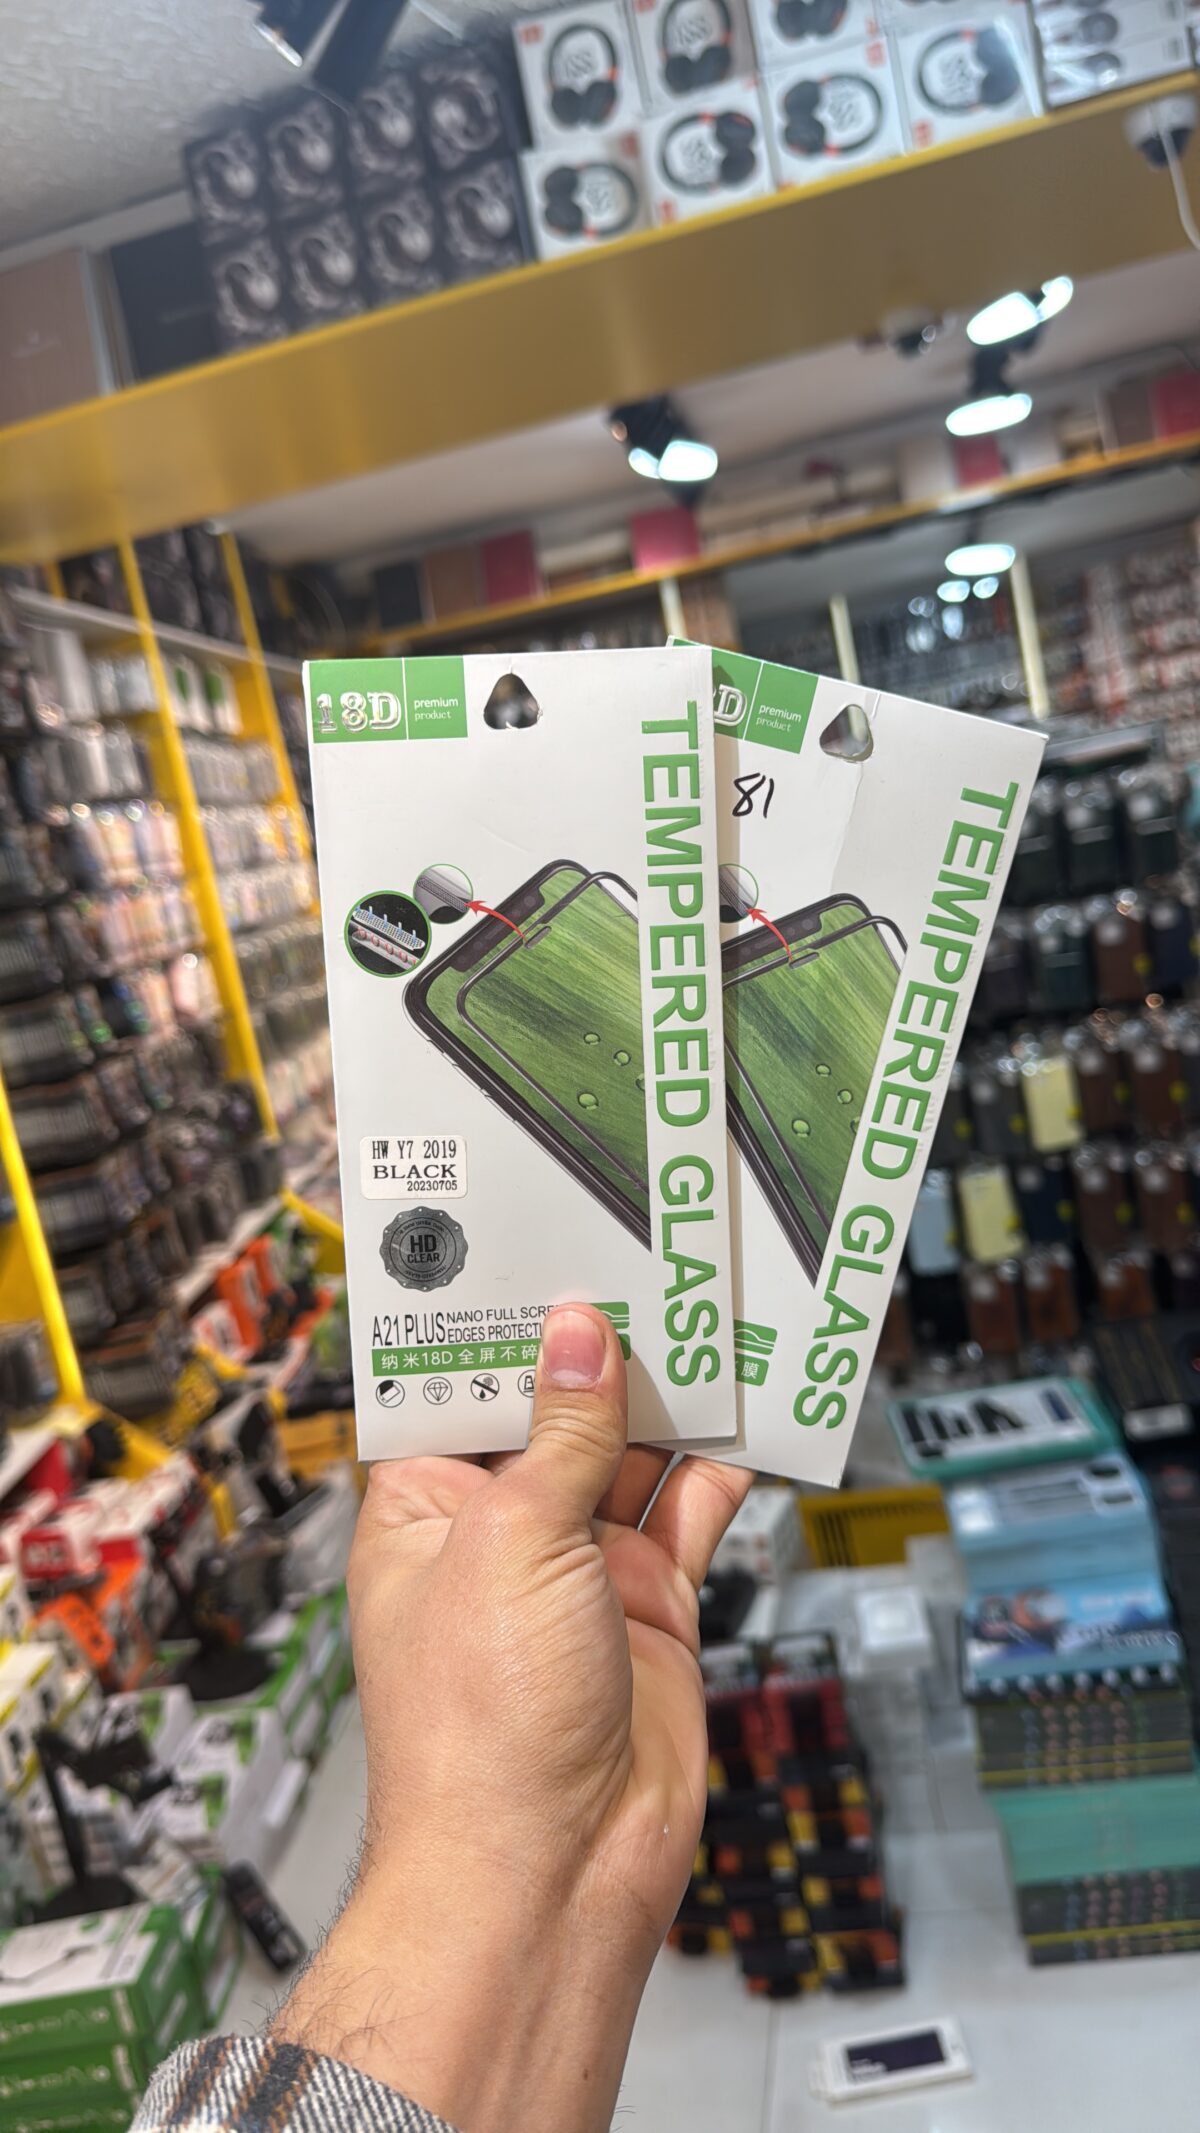 18D
premium
product
TEMPERED GLASS
HW Y7 2019
BLACK
20230705
HD
CLEAR
A21 PLUS NANO FULL SCRE
EDGES PROTECTI
纳米18D全屏不碎
D
premium
product
81
TEMPERED GLASS
膜